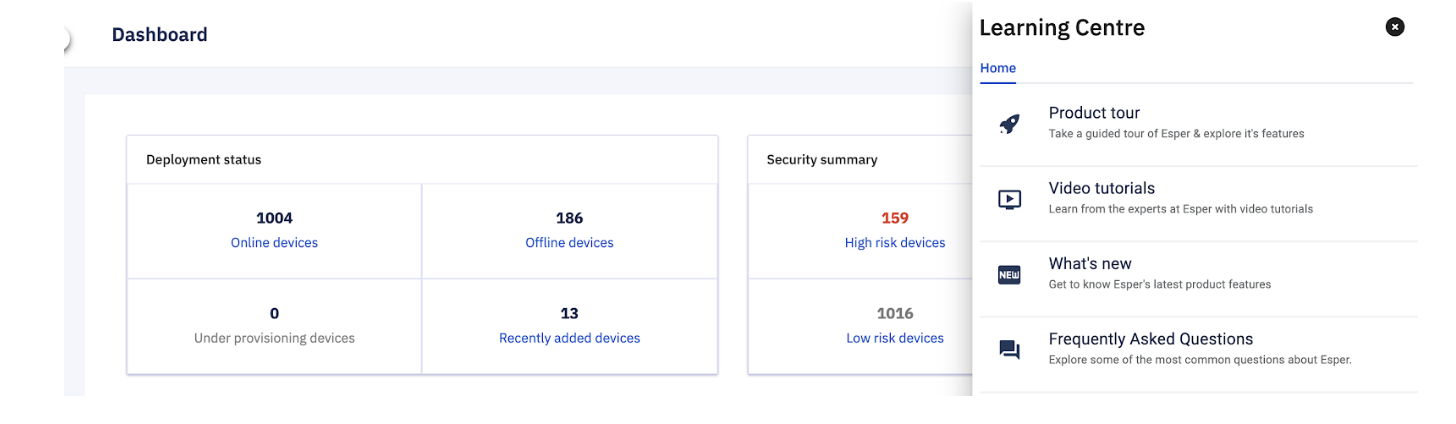 Dashboard
Deployment status
1004
Online devices
186
Offline devices
0
Under provisioning devices
13
Recently added devices
Security summary
159
High risk devices
1016
Low risk devices
Learning Centre
Home
Product tour
Take a guided tour of Esper & explore it's features
Video tutorials
Learn from the experts at Esper with video tutorials
NEW
What's new
Get to know Esper's latest product features
Frequently Asked Questions
Explore some of the most common questions about Esper.